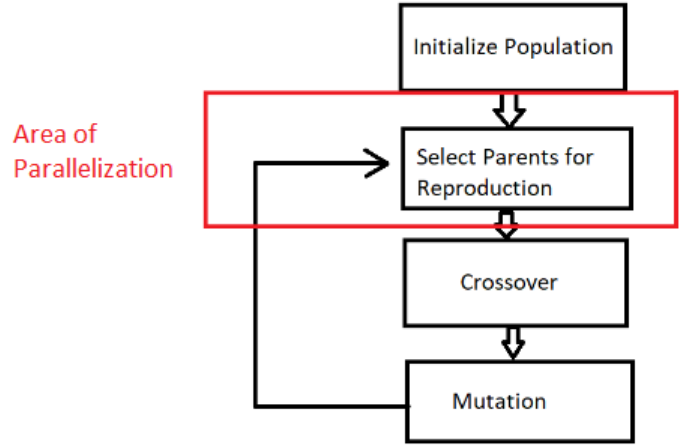 Initialize Population
Area of
Parallelization
Select Parents for
Reproduction
Crossover
Mutation